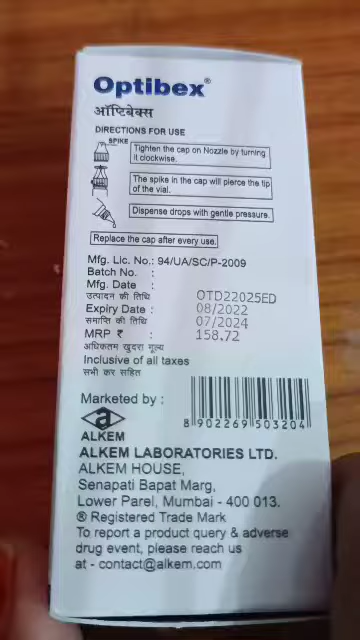 Optibex®
ऑप्टिबेक्स
DIRECTIONS FOR USE
SPIKE
Tighten the cap on Nozzle by turning
it clockwise.
The spike in the cap will pierce the tip
of the vial.
Dispense drops with gentle pressure.
Replace the cap after every use.
Mfg. Lic. No.: 94/UA/SC/P-2009
Batch No. :
Mfg. Date :
उत्पादन की तिथि OTD22025ED
Expiry Date : 08/2022
समाप्ति की तिथि 07/2024
MRP ₹ : 158.72
अधिकतम खुदरा मूल्य
Inclusive of all taxes
सभी कर सहित
Marketed by :
8 902269 503204
a
ALKEM
ALKEM LABORATORIES LTD.
ALKEM HOUSE,
Senapati Bapat Marg,
Lower Parel, Mumbai - 400 013.
® Registered Trade Mark
To report a product query & adverse
drug event, please reach us
at - contact@alkem.com